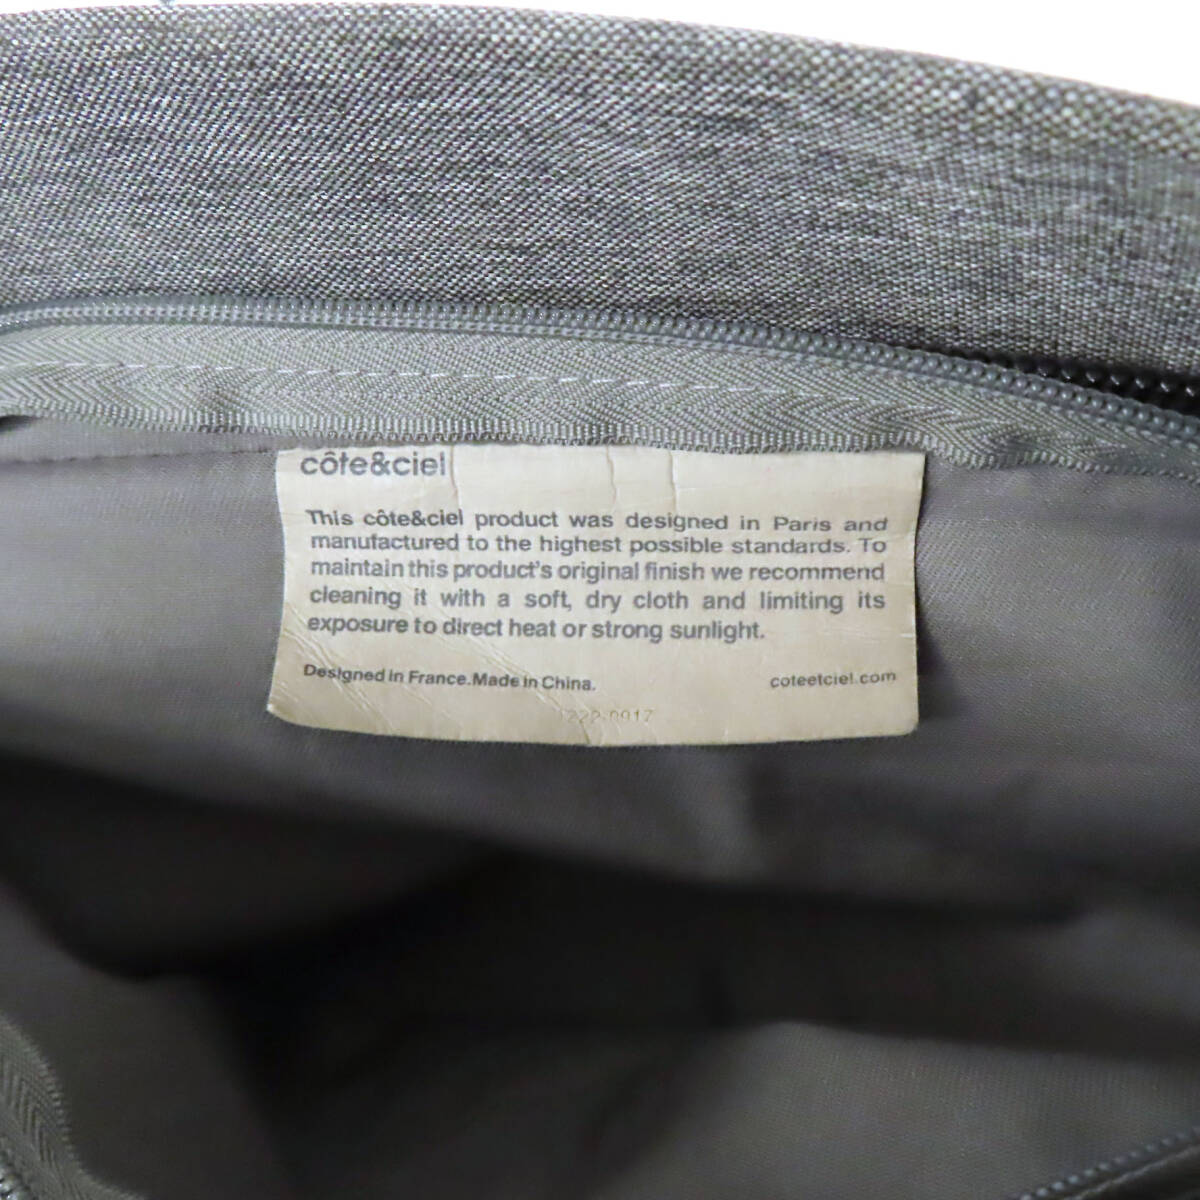 côte&ciel
This côte&ciel product was designed in Paris and
manufactured to the highest possible standards. To
maintain this product's original finish we recommend
cleaning it with a soft, dry cloth and limiting its
exposure to direct heat or strong sunlight.
Designed in France.Made in China.
coteetciel.com